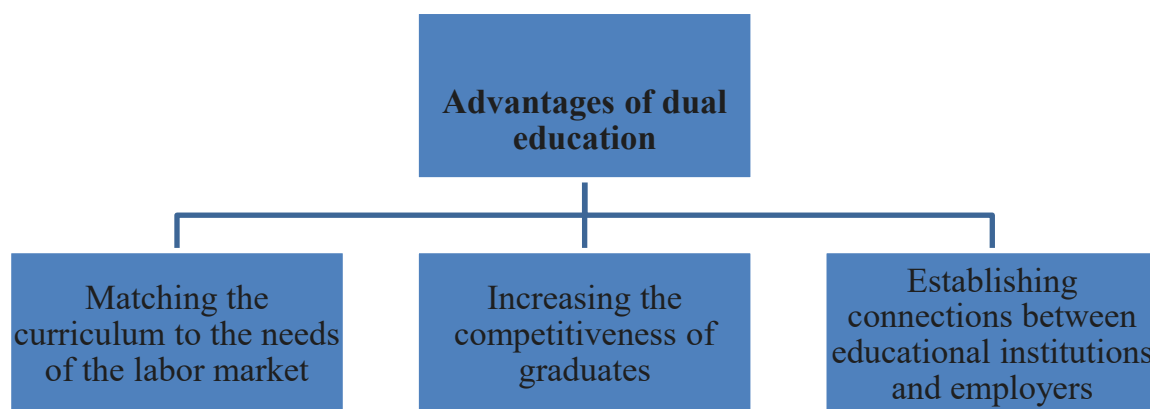 Advantages of dual
education
Matching the
curriculum to the needs
of the labor market
Increasing the
competitiveness of
graduates
Establishing
connections between
educational institutions
and employers